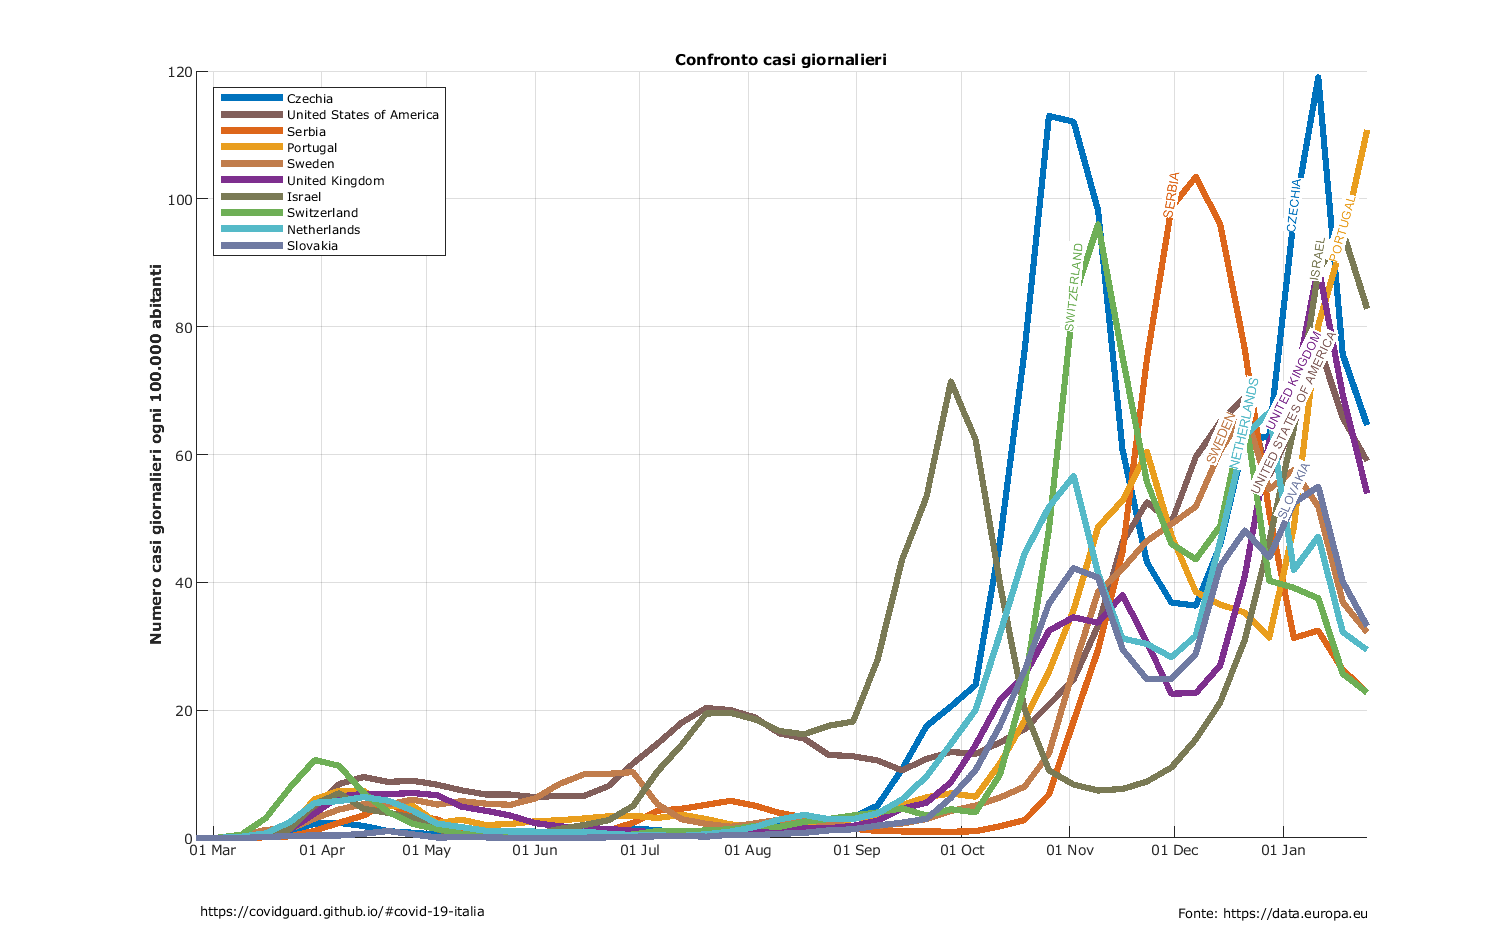 Confronto casi giornalieri
Numero casi giornalieri ogni 100.000 abitanti
120
100
80
60
40
20
0
Czechia
United States of America
Serbia
Portugal
Sweden
United Kingdom
Israel
Switzerland
Netherlands
Slovakia
SWITZERLAND
SERBIA
SWEDEN
NETHERLANDS
CZECHIA
UNITED KINGDOM
UNITED STATES OF AMERICA
SLOVAKIA
ISRAEL
PORTUGAL
01 Mar
01 Apr
01 May
01 Jun
01 Jul
01 Aug
01 Sep
01 Oct
01 Nov
01 Dec
01 Jan
https://covidguard.github.io/#covid-19-italia
Fonte: https://data.europa.eu